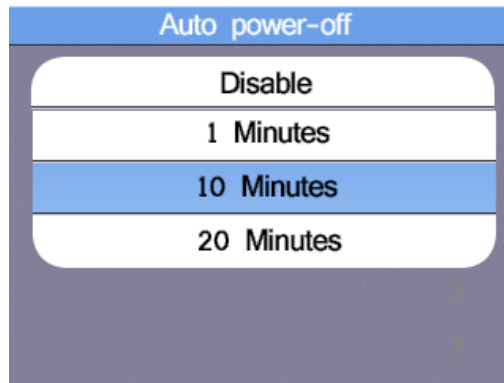 Auto power-off
Disable
1 Minutes
10 Minutes
20 Minutes